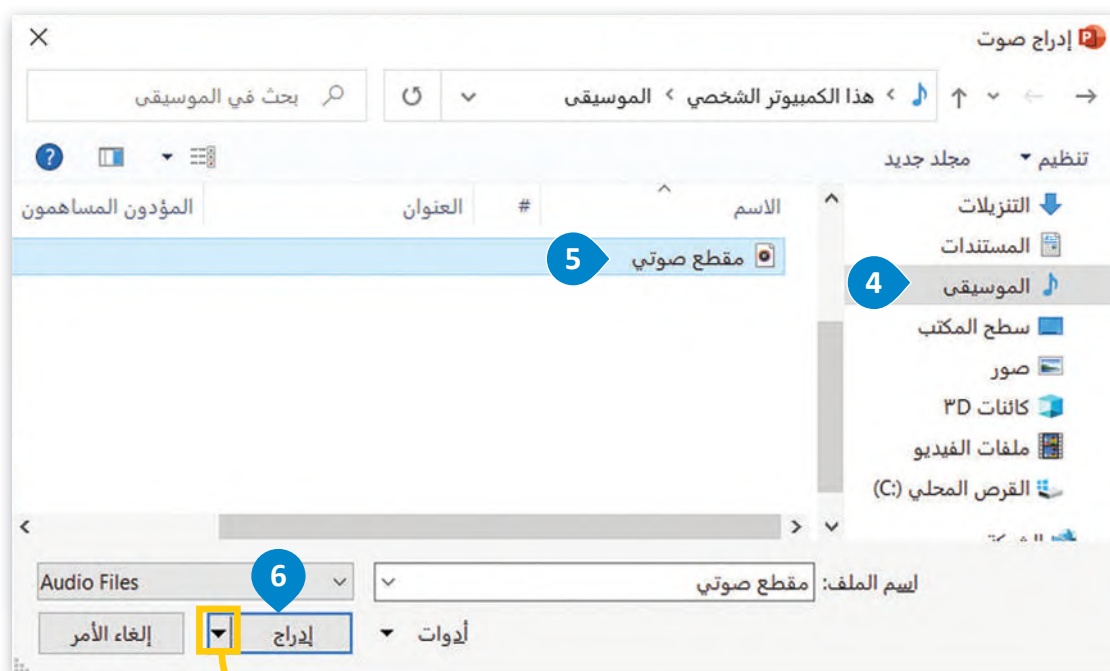 إدراج صوت
هذا الكمبيوتر الشخصي > الموسيقى
بحث في الموسيقى
تنظيم
مجلد جديد
?
الاسم
#
العنوان
المؤدون المساهمون
التنزيلات
المستندات
الموسيقى
4
سطح المكتب
صور
كائنات ٣D
ملفات الفيديو
القرص المحلي (C:)
مقطع صوتي
5
اسم الملف:
مقطع صوتي
Audio Files
6
أدوات
إدراج
إلغاء الأمر